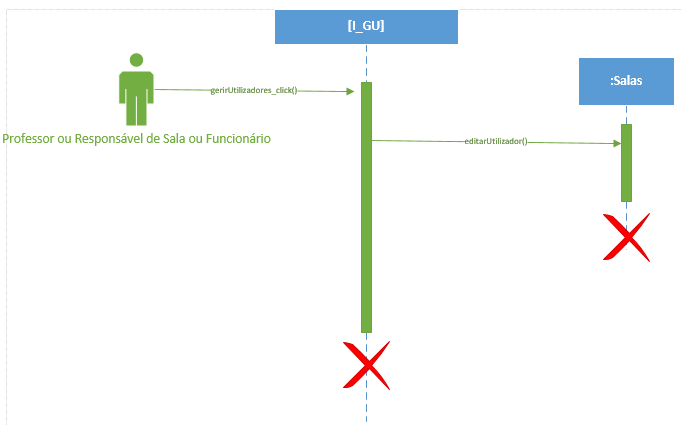 [I_GU]
:Salas
gerirUtilizadores_click()
Professor ou Responsável de Sala ou Funcionário
editarUtilizador()